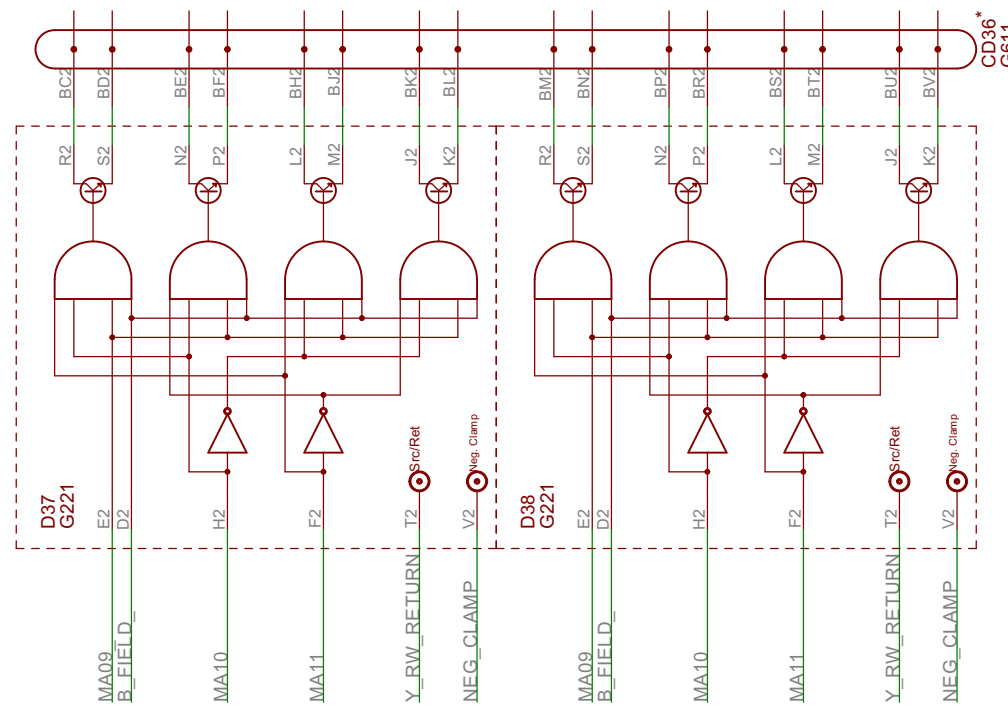 CD36*
G611
BC2
BD2
BE2
BF2
BH2
BJ2
BK2
BL2
BM2
BN2
BP2
BR2
BS2
BT2
BU2
BV2
R2
S2
N2
P2
L2
M2
J2
K2
R2
S2
N2
P2
L2
M2
J2
K2
Src/Ret
Neg. Clamp
Src/Ret
Neg. Clamp
D37
G221
E2
D2
H2
F2
T2
V2
D38
G221
E2
D2
H2
F2
T2
V2
MA09
B_FIELD_
MA10
MA11
Y_RW_RETURN
NEG_CLAMP
MA09
B_FIELD_
MA10
MA11
Y_RW_RETURN
NEG_CLAMP